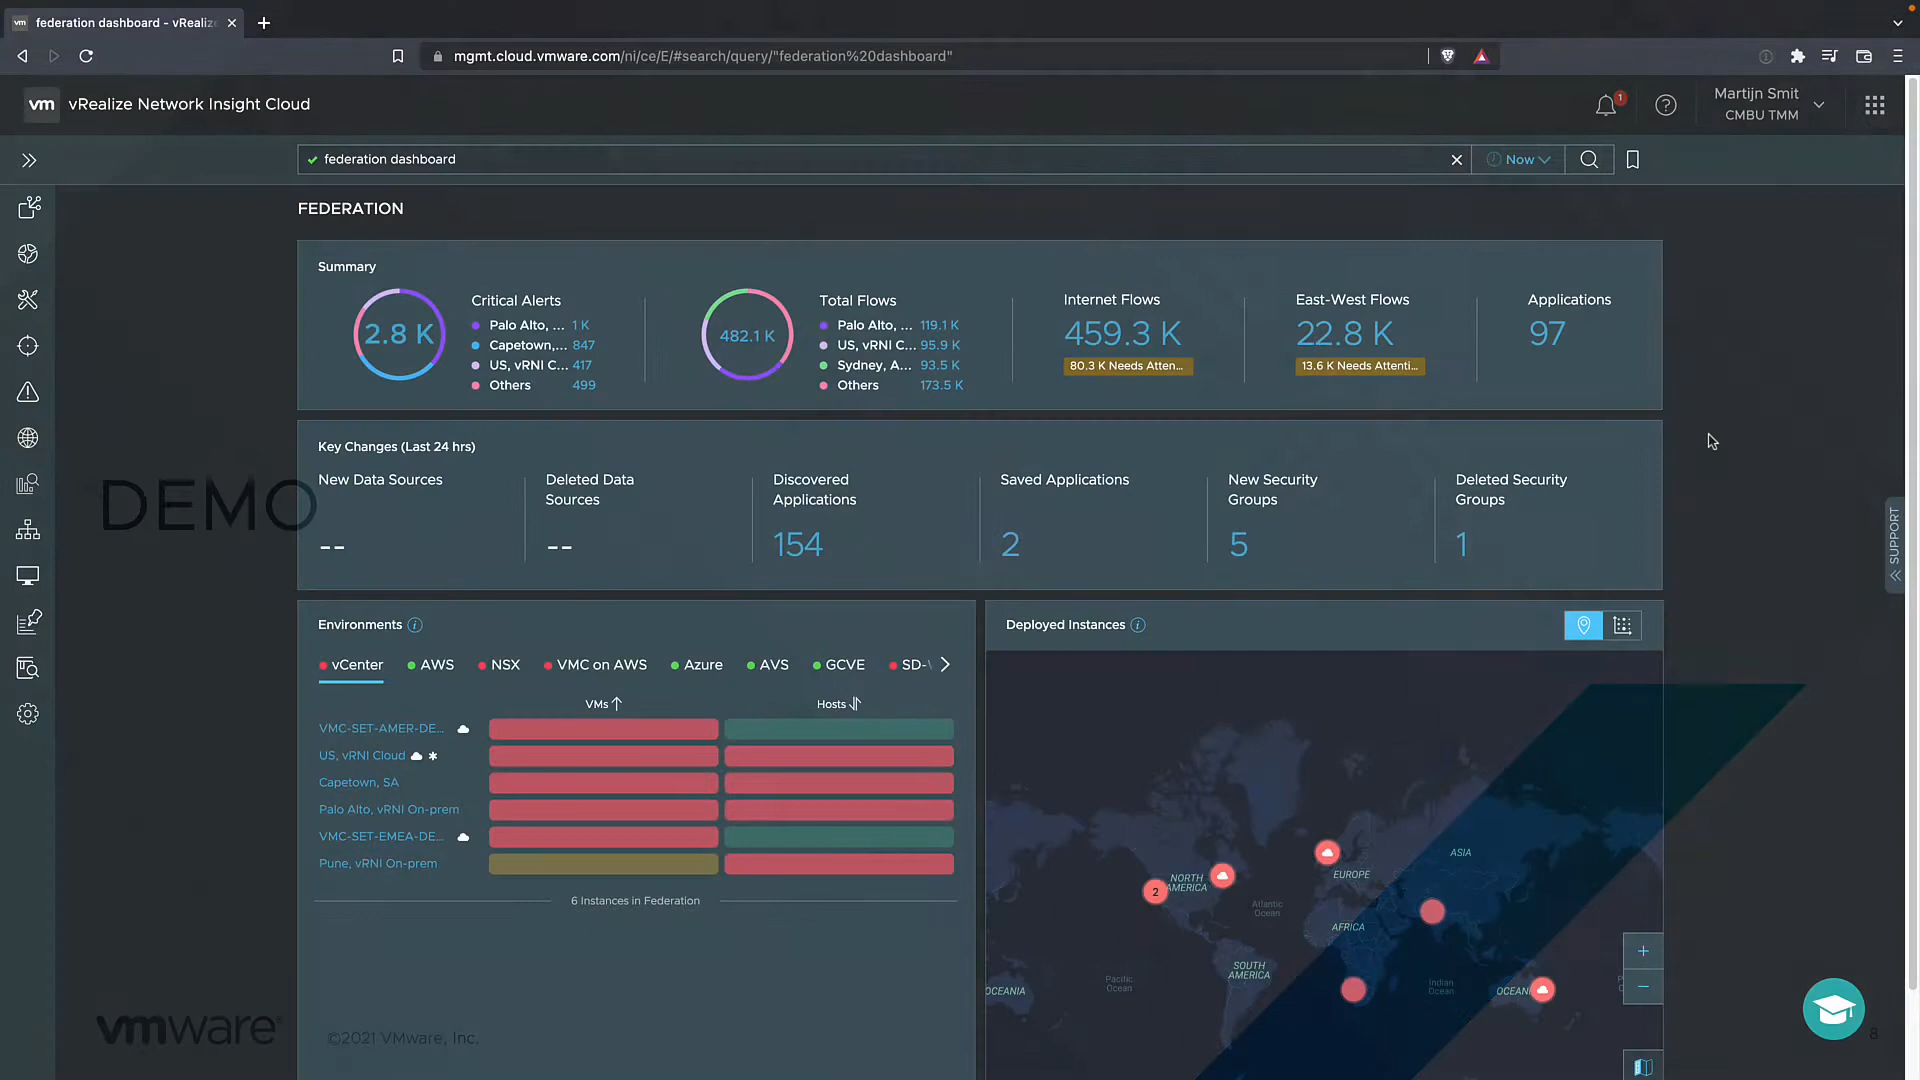 vm federation dashboard - vRealiz
mgmt.cloud.vmware.com/ni/ce/E/#search/query/"federation%20dashboard"
vm vRealize Network Insight Cloud
1
Martijn Smit
CMBU TMM
federation dashboard
Now
FEDERATION
Summary
2.8 K
Critical Alerts
Palo Alto, ... 1 K
Capetown,... 847
US, vRNI C... 417
Others 499
482.1 K
Total Flows
Palo Alto, ... 119.1 K
US, vRNI C... 95.9 K
Sydney, A... 93.5 K
Others 173.5 K
Internet Flows
459.3 K
80.3 K Needs Atten...
East-West Flows
22.8 K
13.6 K Needs Attenti...
Applications
97
Key Changes (Last 24 hrs)
New Data Sources
--
Deleted Data
Sources
--
Discovered
Applications
154
Saved Applications
2
New Security
Groups
5
Deleted Security
Groups
1
DEMO
SUPPORT
Environments
vCenter AWS NSX VMC on AWS Azure AVS GCVE SD-
VMs Hosts
VMC-SET-AMER-DE...
US, vRNI Cloud *
Capetown, SA
Palo Alto, vRNI On-prem
VMC-SET-EMEA-DE...
Pune, vRNI On-prem
6 Instances in Federation
Deployed Instances
ASIA
EUROPE
NORTH
AMERICA
2
Atlantic
Ocean
AFRICA
SOUTH
AMERICA
Pacific
Ocean
Indian
Ocean
OCEANIA
OCEANI
+
−
vmware
©2021 VMware, Inc.
8